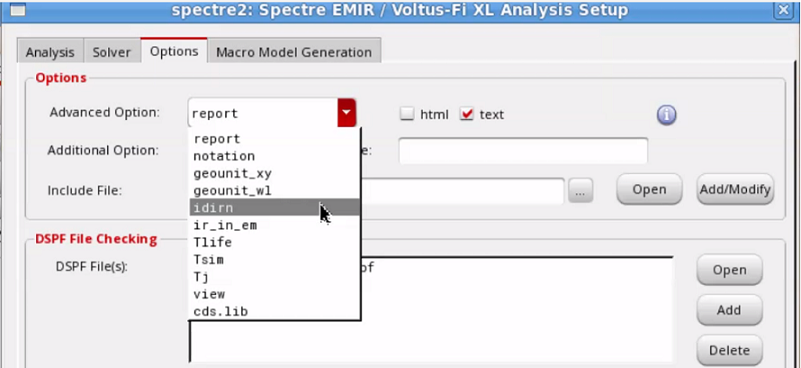 spectre2: Spectre EMIR / Voltus-Fi XL Analysis Setup
Analysis Solver Options Macro Model Generation
Options
Advanced Option: report html text
report
notation
Additional Option: e:
geounit_xy
geounit_wl
Include File: ... Open Add/Modify
idirn
ir_in_em
Tlife
DSPF File Checking
Tsim
DSPF File(s): of Open
Tj
view
cds.lib
Add
Delete